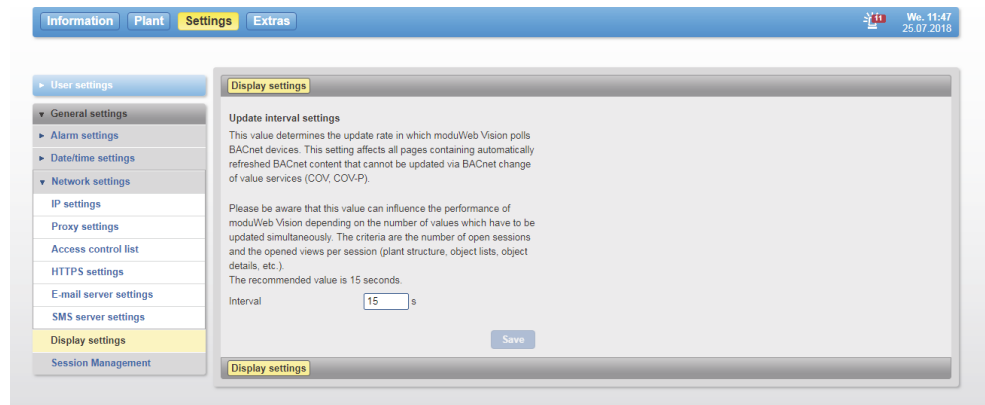 Information Plant Settings Extras 11 We. 11:47
25.07.2018
User settings
General settings
Alarm settings
Date/time settings
Network settings
IP settings
Proxy settings
Access control list
HTTPS settings
E-mail server settings
SMS server settings
Display settings
Session Management
Display settings
Update interval settings
This value determines the update rate in which moduWeb Vision polls
BACnet devices. This setting affects all pages containing automatically
refreshed BACnet content that cannot be updated via BACnet change
of value services (COV, COV-P).
Please be aware that this value can influence the performance of
moduWeb Vision depending on the number of values which have to be
updated simultaneously. The criteria are the number of open sessions
and the opened views per session (plant structure, object lists, object
details, etc.).
The recommended value is 15 seconds.
Interval 15 s
Save
Display settings